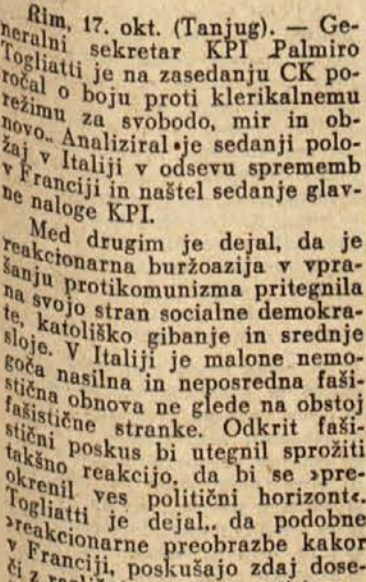 Rim, 17. okt. (Tanjug). — Ge-
neralni sekretar KPI Palmiro
Togliatti je na zasedanju CK po-
ročal o boju proti klerikalnemu
režimu za svobodo, mir in ob-
novo.. Analiziral •je sedanji polo-
žaj v Italiji v odsevu sprememb
v Franciji in naštel sedanje glav-
ne naloge KPI.
Med drugim je dejal, da je
reakcionarna buržoazija v vpra-
šanju protikomunizma pritegnila
na svojo stran socialne demokra-
te, katoliško gibanje in srednje
sloje. V Italiji je malone nemo-
goča nasilna in neposredna faši-
stična obnova ne glede na obstoj
fašistične stranke. Odkrit faši-
stični poskus bi utegnil sprožiti
takšno reakcijo, da bi se »pre-
okrenil ves politični horizont«.
Togliatti je dejal.. da podobne
»reakcionarne preobrazbe kakor
v Franciji, poskušajo zdaj dose-
či z